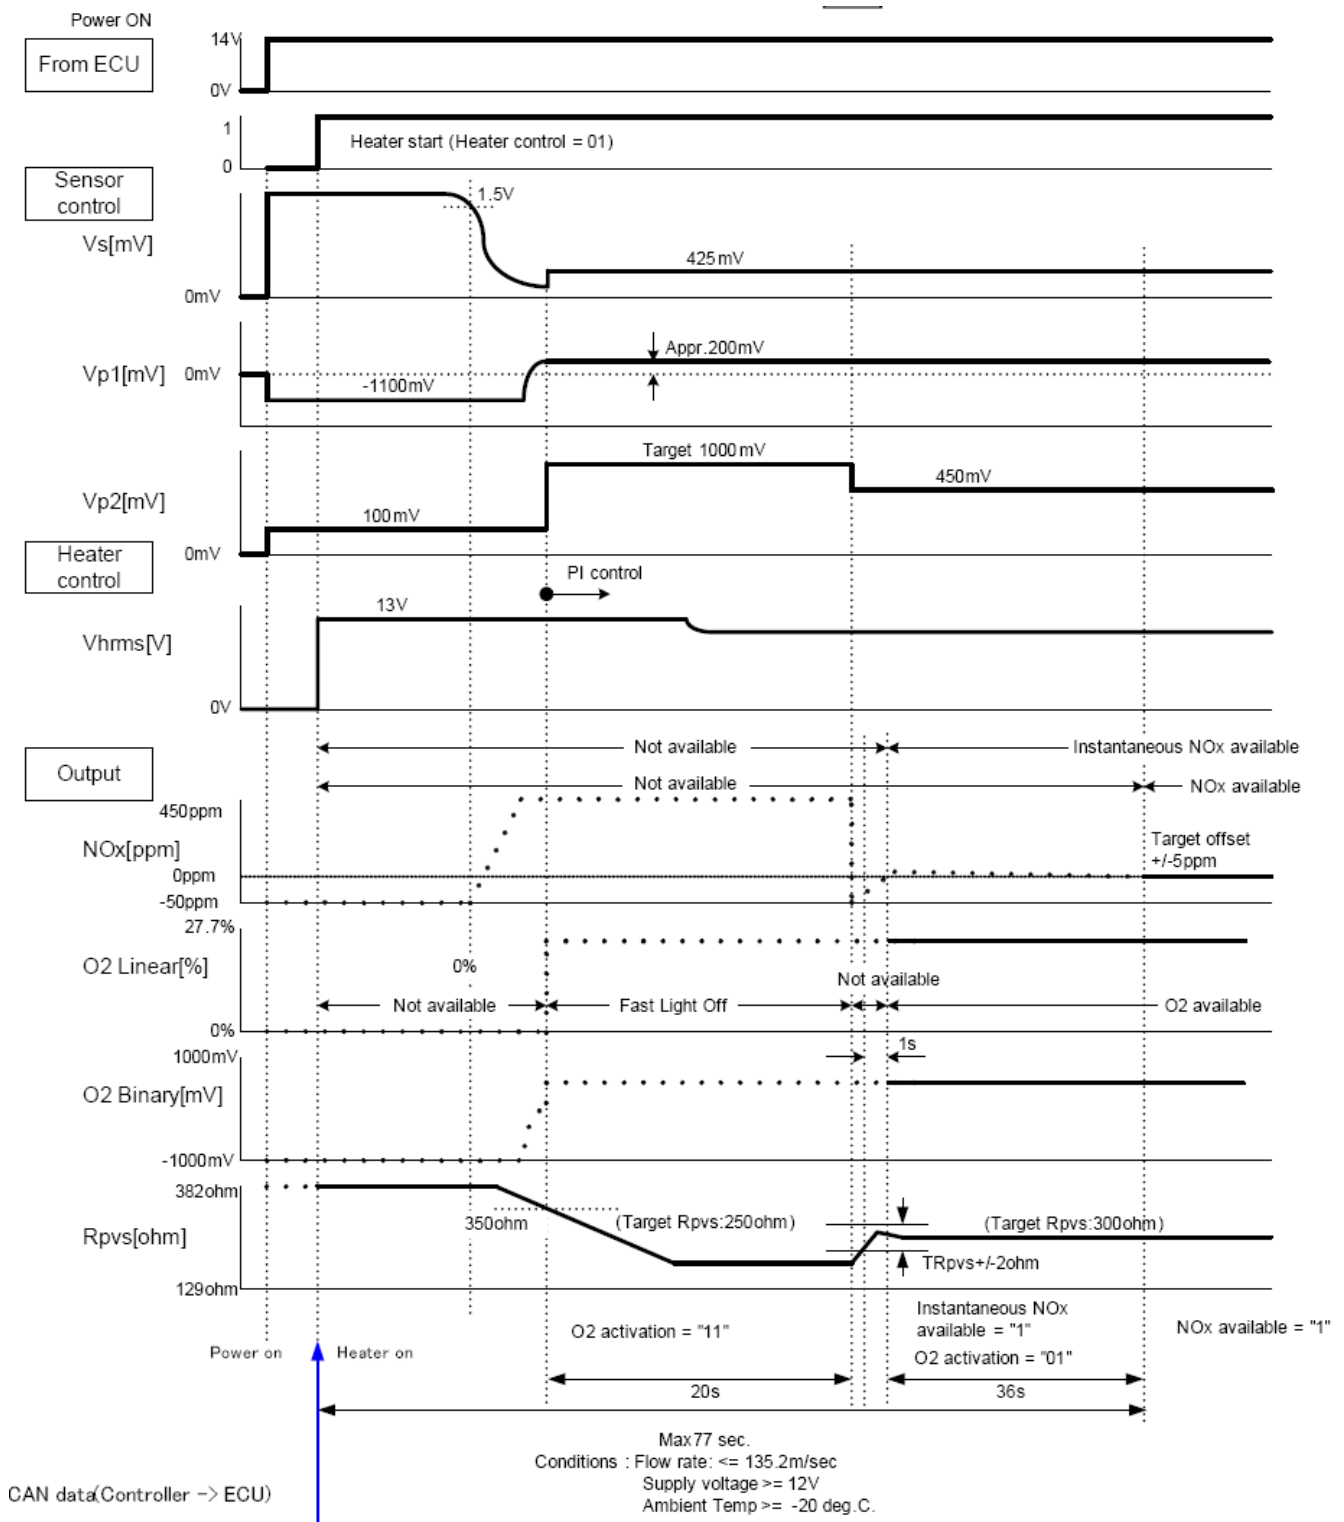 Power ON
From ECU
14V
0V
1
0
Heater start (Heater control = 01)
Sensor
control
Vs[mV]
1.5V
425mV
0mV
Vp1[mV]
0mV
-1100mV
Appr.200mV
Vp2[mV]
100mV
Target 1000mV
450mV
0mV
Heater
control
PI control
Vhrms[V]
13V
0V
Output
Not available
Instantaneous NOx available
Not available
NOx available
450ppm
NOx[ppm]
0ppm
-50ppm
Target offset
+/-5ppm
27.7%
O2 Linear[%]
0%
Not available
Not available
Fast Light Off
O2 available
0%
1s
1000mV
O2 Binary[mV]
-1000mV
382ohm
Rpvs[ohm]
350ohm
(Target Rpvs:250ohm)
(Target Rpvs:300ohm)
TRpvs+/-2ohm
129ohm
O2 activation = "11"
Instantaneous NOx
available = "1"
O2 activation = "01"
NOx available = "1"
Power on
Heater on
20s
36s
Max77 sec.
Conditions : Flow rate: <= 135.2m/sec
Supply voltage >= 12V
Ambient Temp >= -20 deg.C.
CAN data(Controller -> ECU)